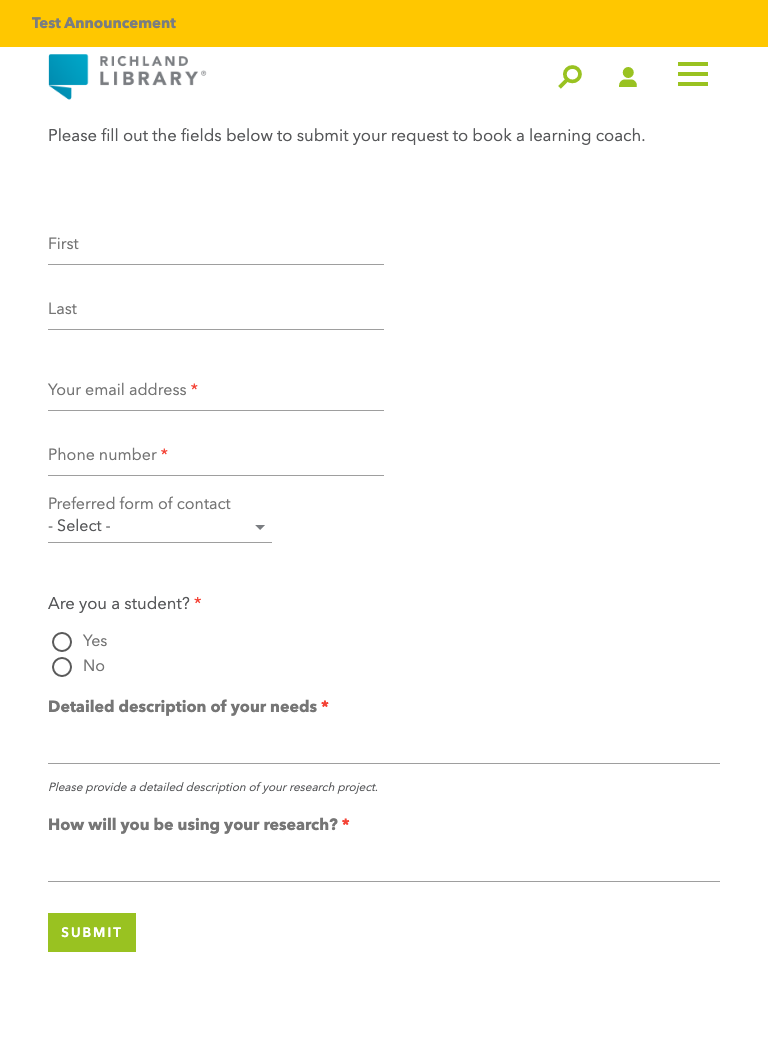 Test Announcement
RICHLAND
LIBRARY®
Please fill out the fields below to submit your request to book a learning coach.
First
Last
Your email address *
Phone number *
Preferred form of contact
- Select -
Are you a student? *
Yes
No
Detailed description of your needs *
Please provide a detailed description of your research project.
How will you be using your research? *
SUBMIT